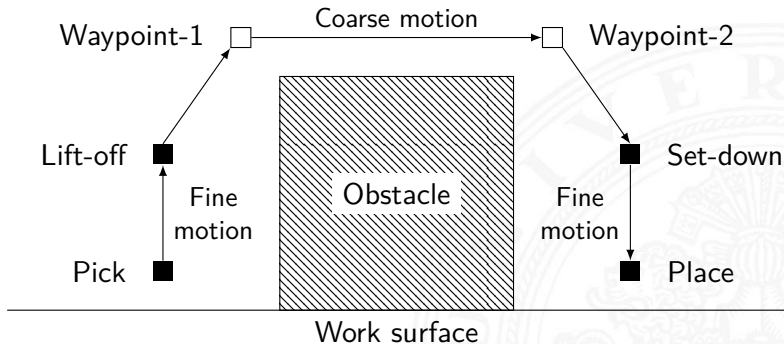 Waypoint-1
Coarse motion
Waypoint-2
Lift-off
Set-down
Fine
motion
Obstacle
Fine
motion
Pick
Place
Work surface